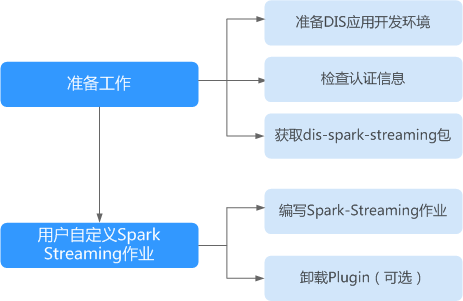 准备工作
准备DIS应用开发环境
检查认证信息
获取dis-spark-streaming包
用户自定义Spark
Streaming作业
编写Spark-Streaming作业
卸载Plugin（可选）